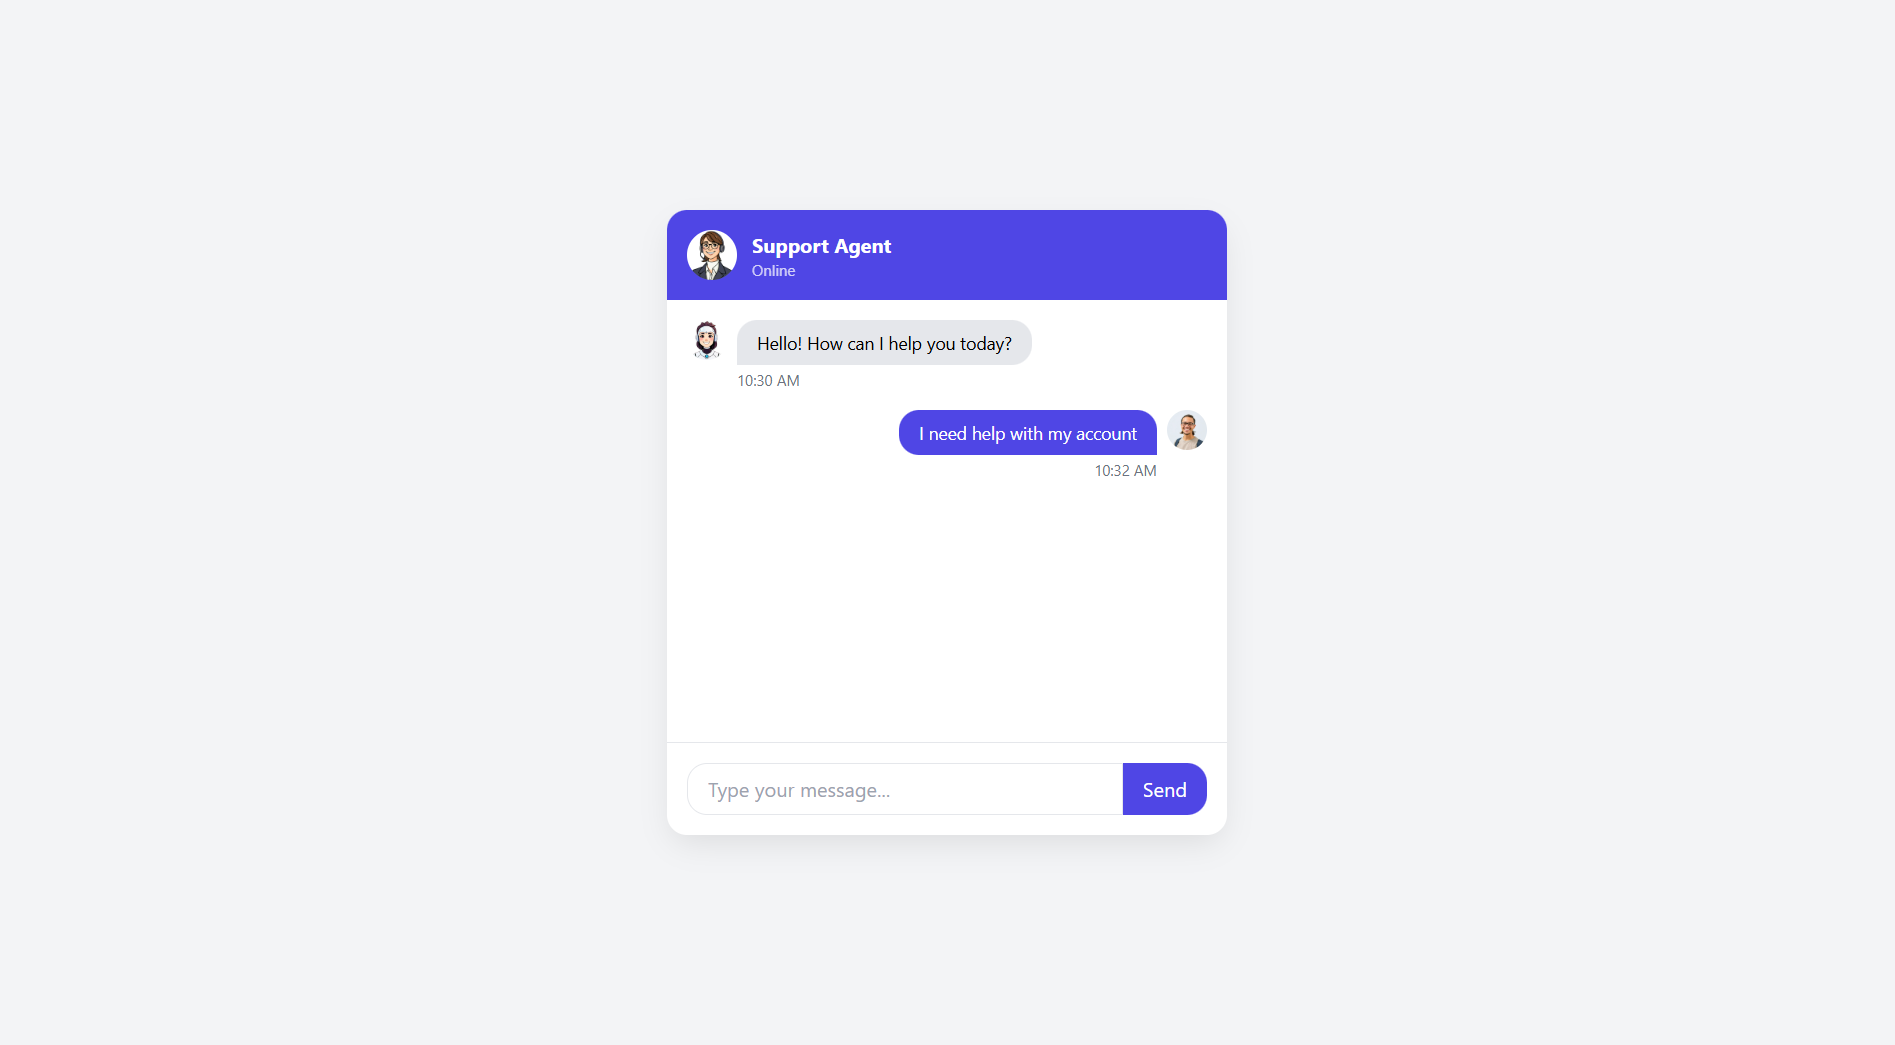 Support Agent
Online
Hello! How can I help you today?
10:30 AM
I need help with my account
10:32 AM
Type your message...
Send